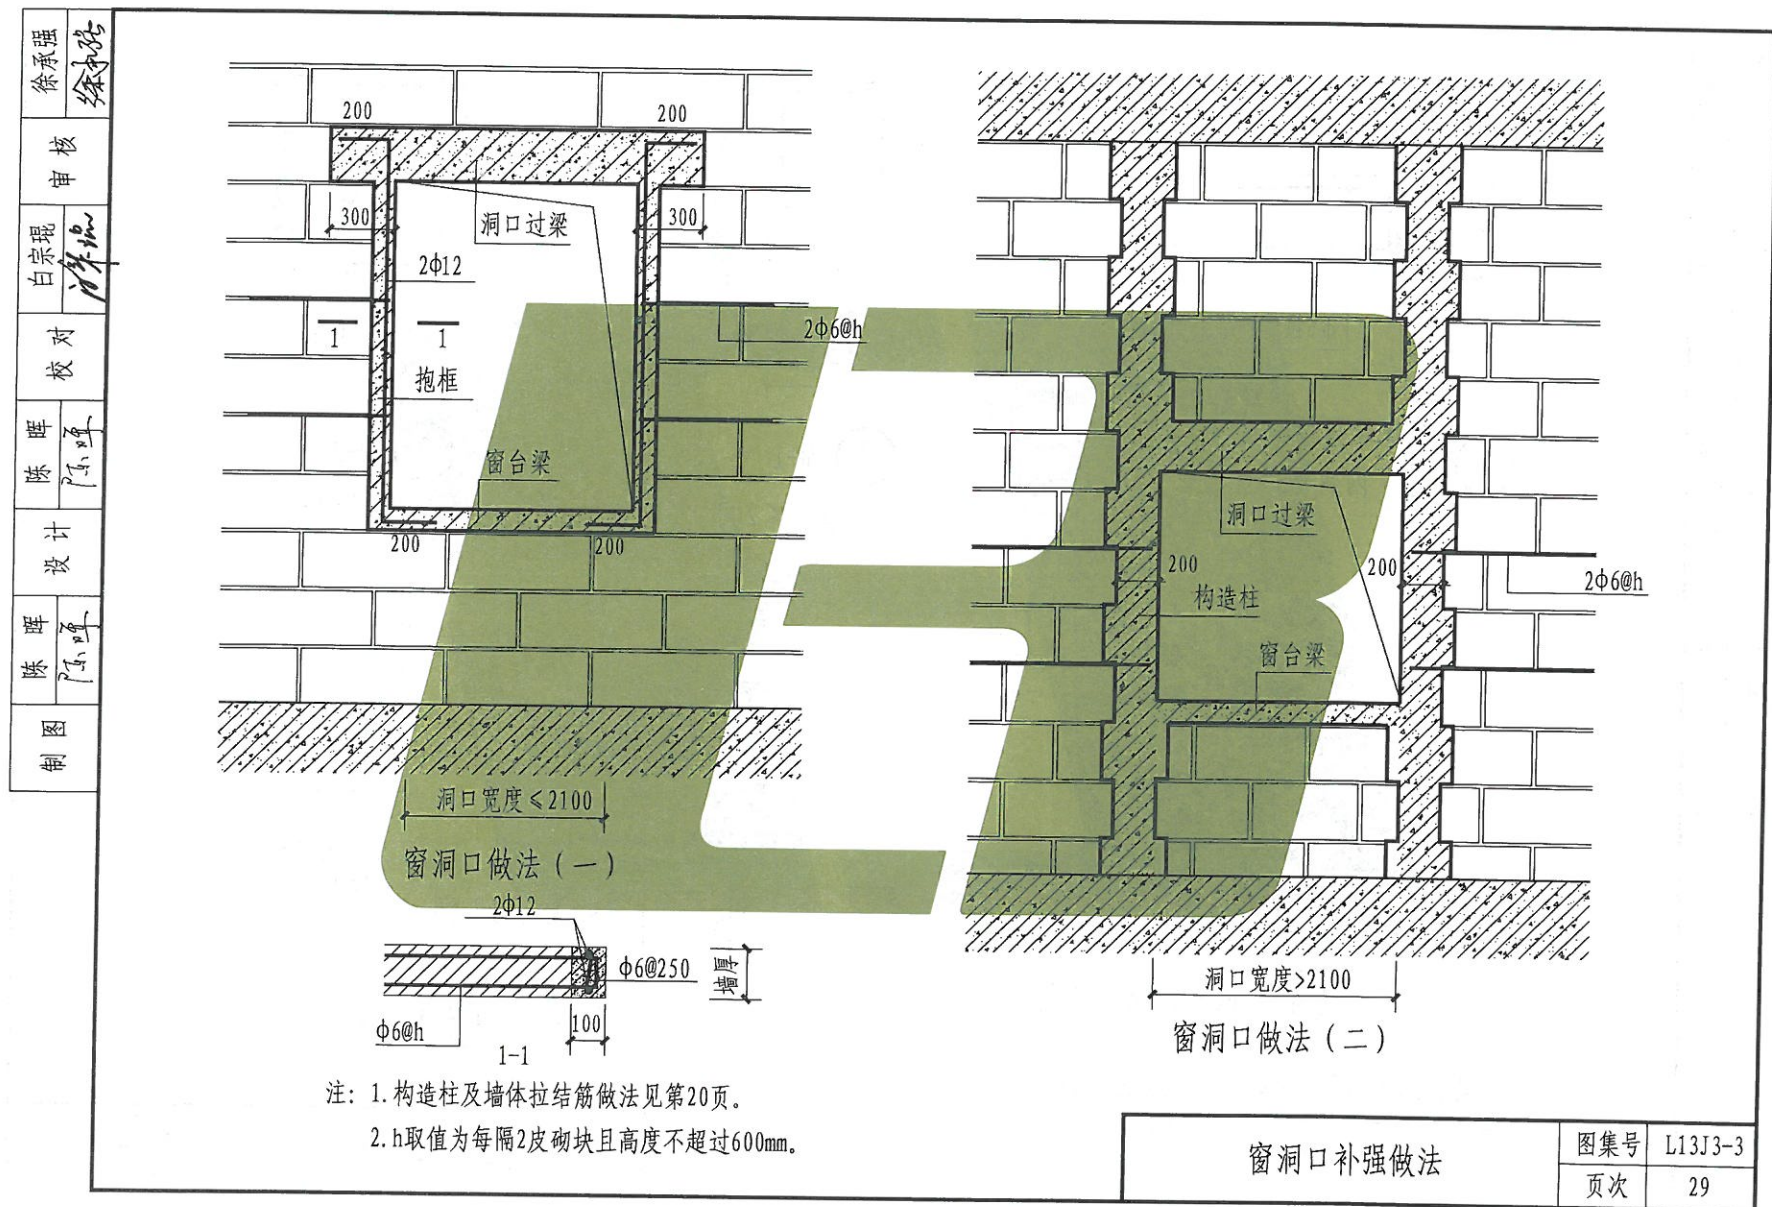 徐承强
审核
白宗琨
校对
陈晖
设计
陈晖
制图
200
200
300
洞口过梁
300
2φ12
1
1
2φ6@h
抱框
窗台梁
200
200
洞口宽度≤2100
窗洞口做法（一）
洞口过梁
200
200
2φ6@h
构造柱
窗台梁
洞口宽度>2100
窗洞口做法（二）
2φ12
φ6@250
墙厚
φ6@h
100
1-1
注: 1.构造柱及墙体拉结筋做法见第20页。
2.h取值为每隔2皮砌块且高度不超过600mm。
窗洞口补强做法
图集号 L13J3-3
页次 29